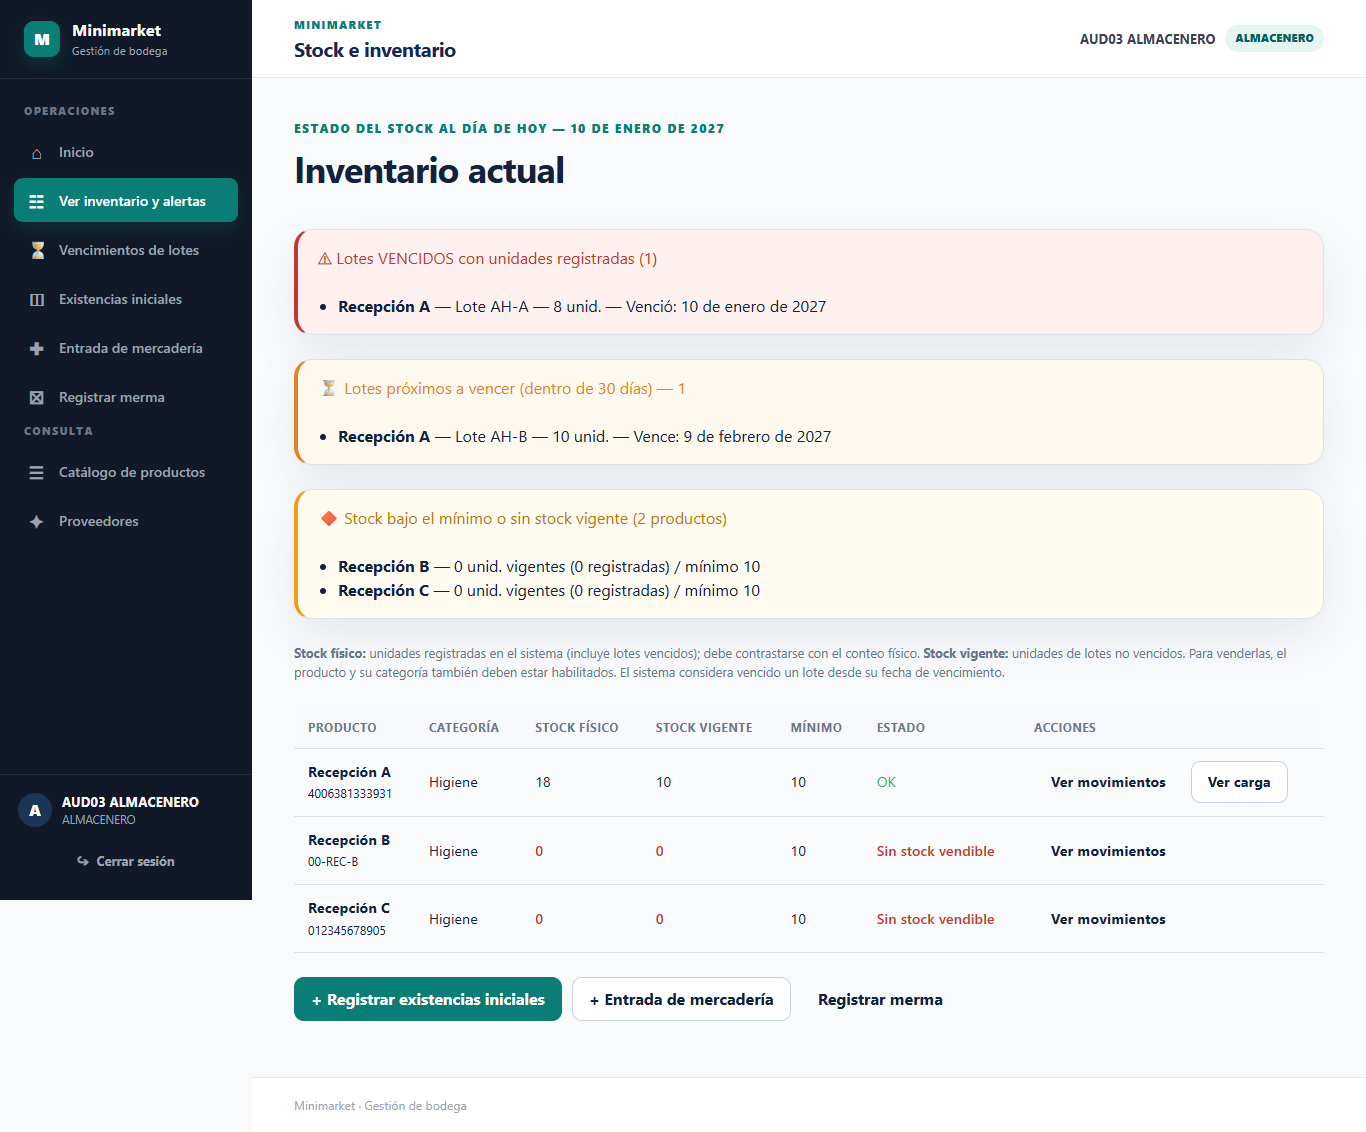 M
Minimarket
Gestión de bodega
OPERACIONES
Inicio
Ver inventario y alertas
Vencimientos de lotes
Existencias iniciales
Entrada de mercadería
Registrar merma
CONSULTA
Catálogo de productos
Proveedores
A
AUD03 ALMACENERO
ALMACENERO
Cerrar sesión
MINIMARKET
Stock e inventario
AUD03 ALMACENERO ALMACENERO
ESTADO DEL STOCK AL DÍA DE HOY — 10 DE ENERO DE 2027
Inventario actual
⚠ Lotes VENCIDOS con unidades registradas (1)
• Recepción A — Lote AH-A — 8 unid. — Venció: 10 de enero de 2027
⏳ Lotes próximos a vencer (dentro de 30 días) — 1
• Recepción A — Lote AH-B — 10 unid. — Vence: 9 de febrero de 2027
🔶 Stock bajo el mínimo o sin stock vigente (2 productos)
• Recepción B — 0 unid. vigentes (0 registradas) / mínimo 10
• Recepción C — 0 unid. vigentes (0 registradas) / mínimo 10
Stock físico: unidades registradas en el sistema (incluye lotes vencidos); debe contrastarse con el conteo físico. Stock vigente: unidades de lotes no vencidos. Para venderlas, el
producto y su categoría también deben estar habilitados. El sistema considera vencido un lote desde su fecha de vencimiento.
PRODUCTO CATEGORÍA STOCK FÍSICO STOCK VIGENTE MÍNIMO ESTADO ACCIONES
Recepción A
4006381333931
Higiene 18 10 10 OK Ver movimientos Ver carga
Recepción B
00-REC-B
Higiene 0 0 10 Sin stock vendible Ver movimientos
Recepción C
012345678905
Higiene 0 0 10 Sin stock vendible Ver movimientos
+ Registrar existencias iniciales + Entrada de mercadería Registrar merma
Minimarket · Gestión de bodega